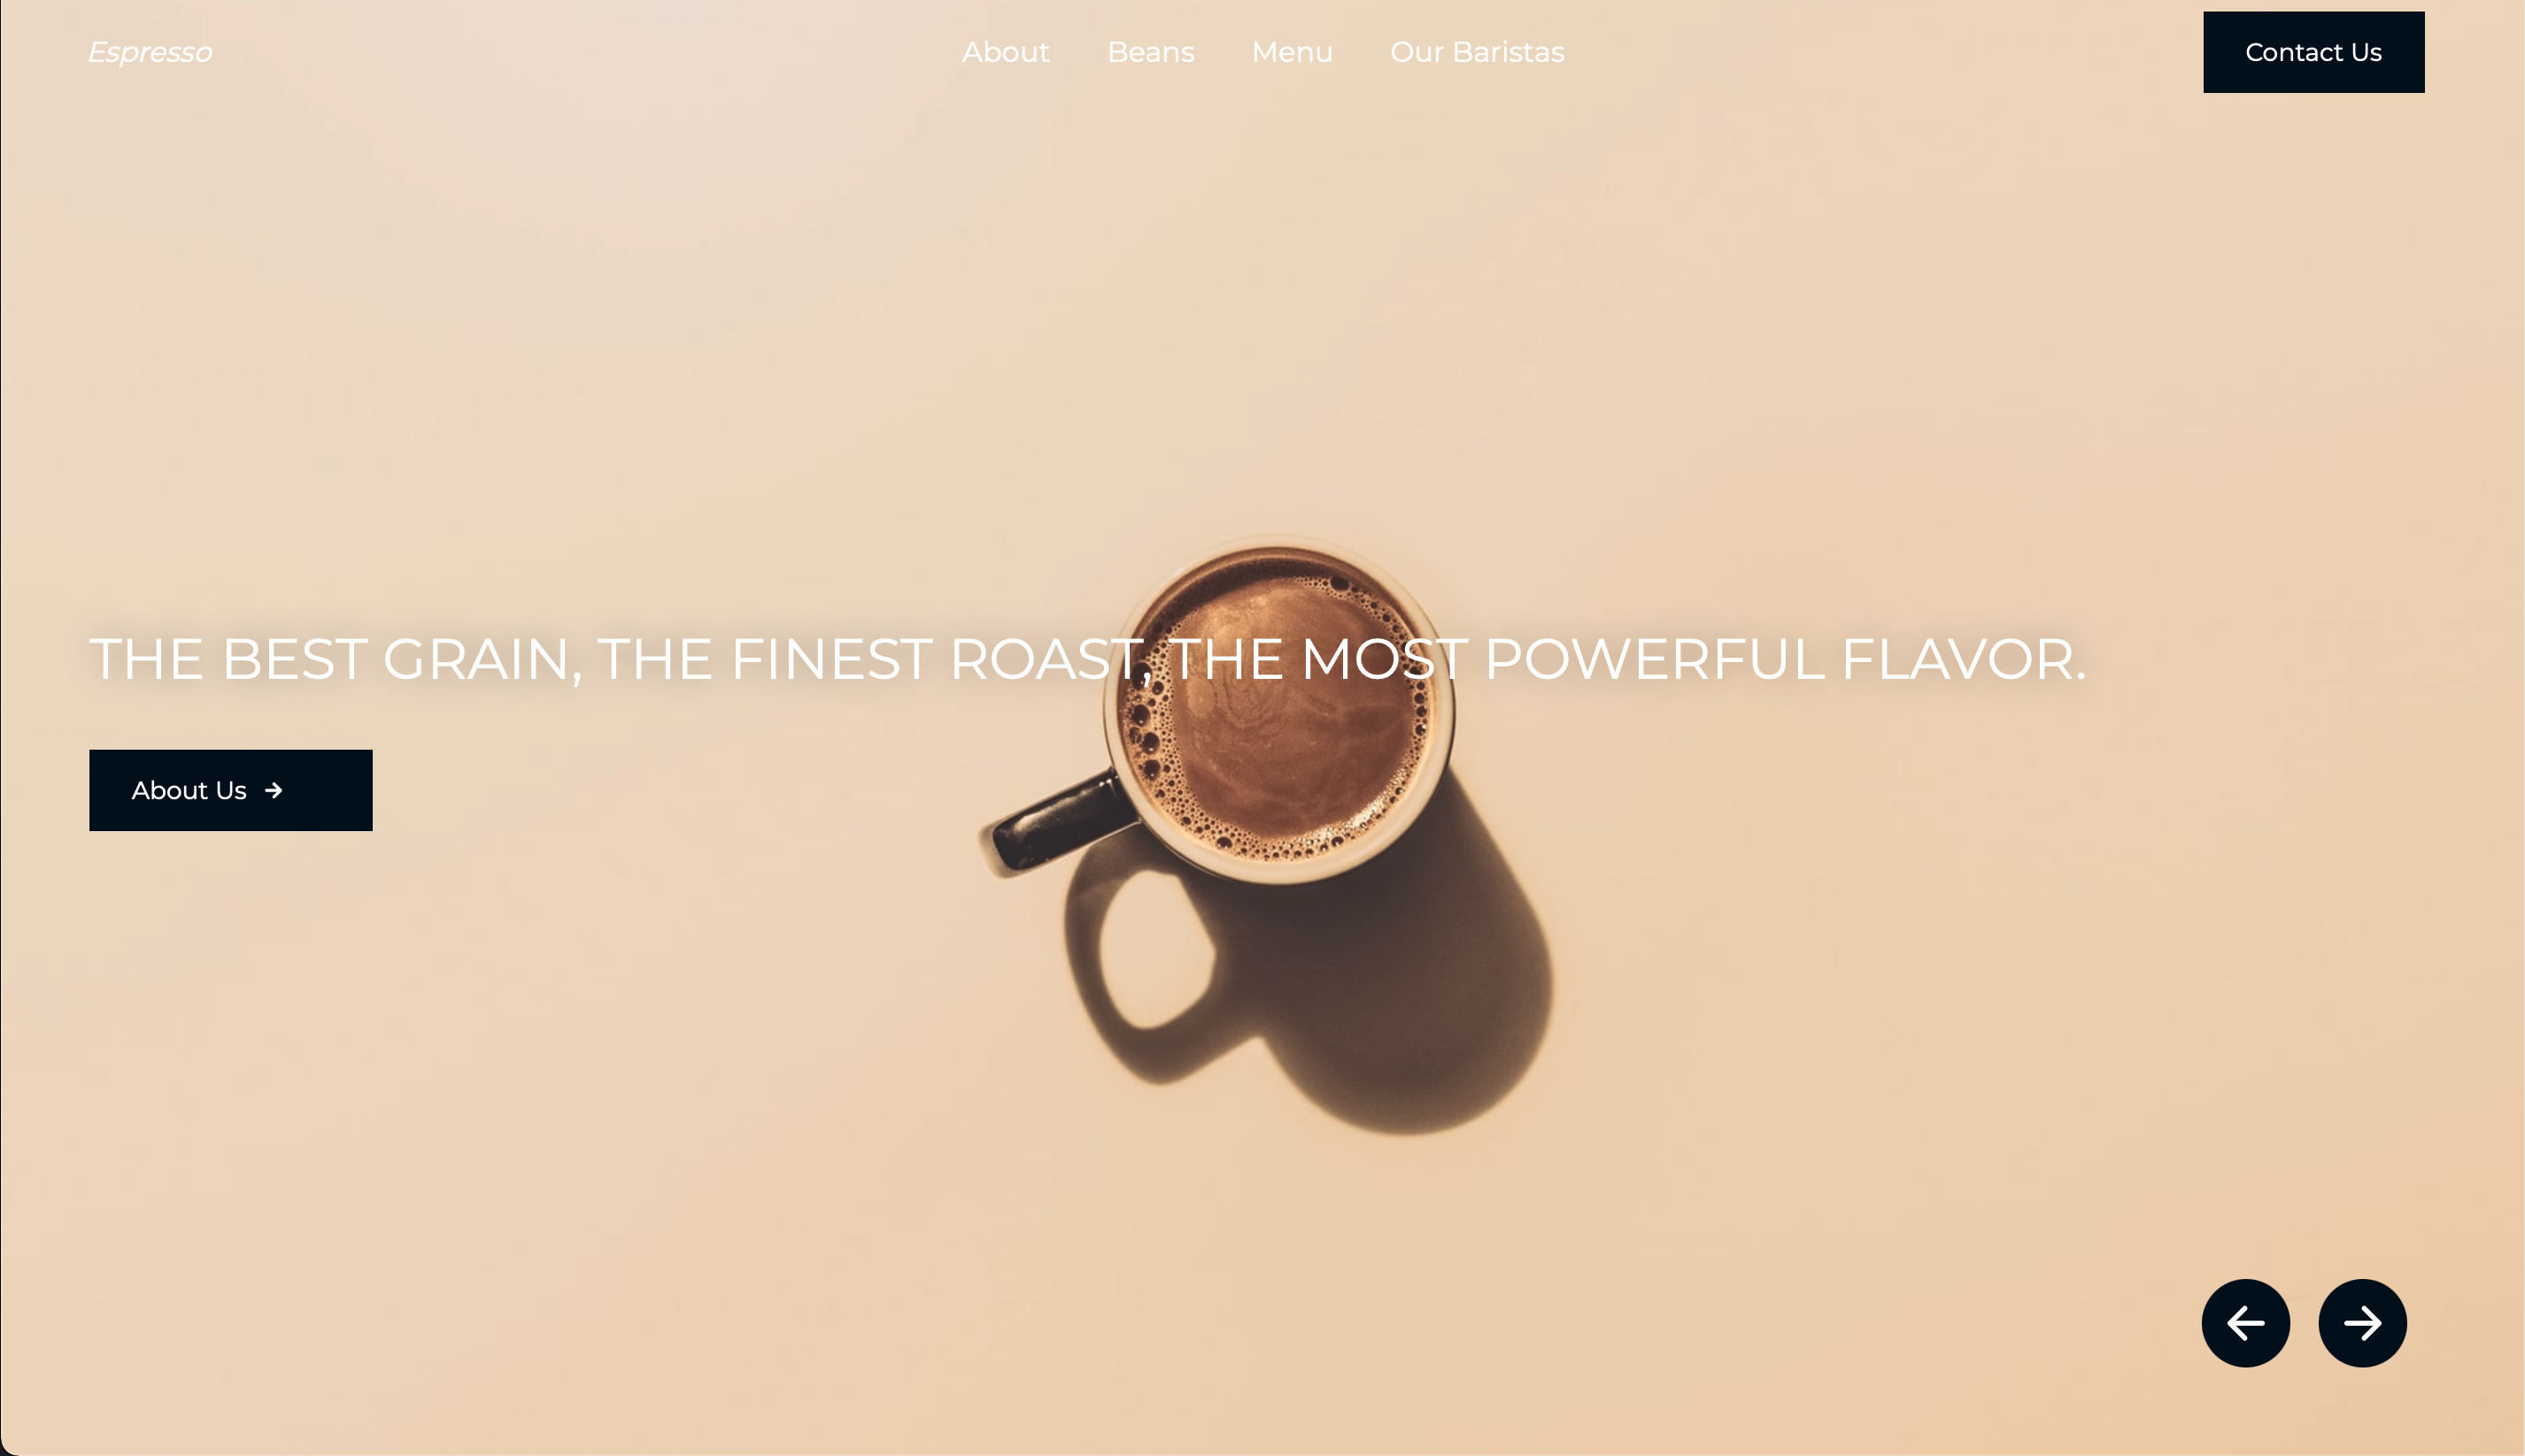 Espresso
About
Beans
Menu
Our Baristas
Contact Us
THE BEST GRAIN, THE FINEST ROAST, THE MOST POWERFUL FLAVOR.
About Us